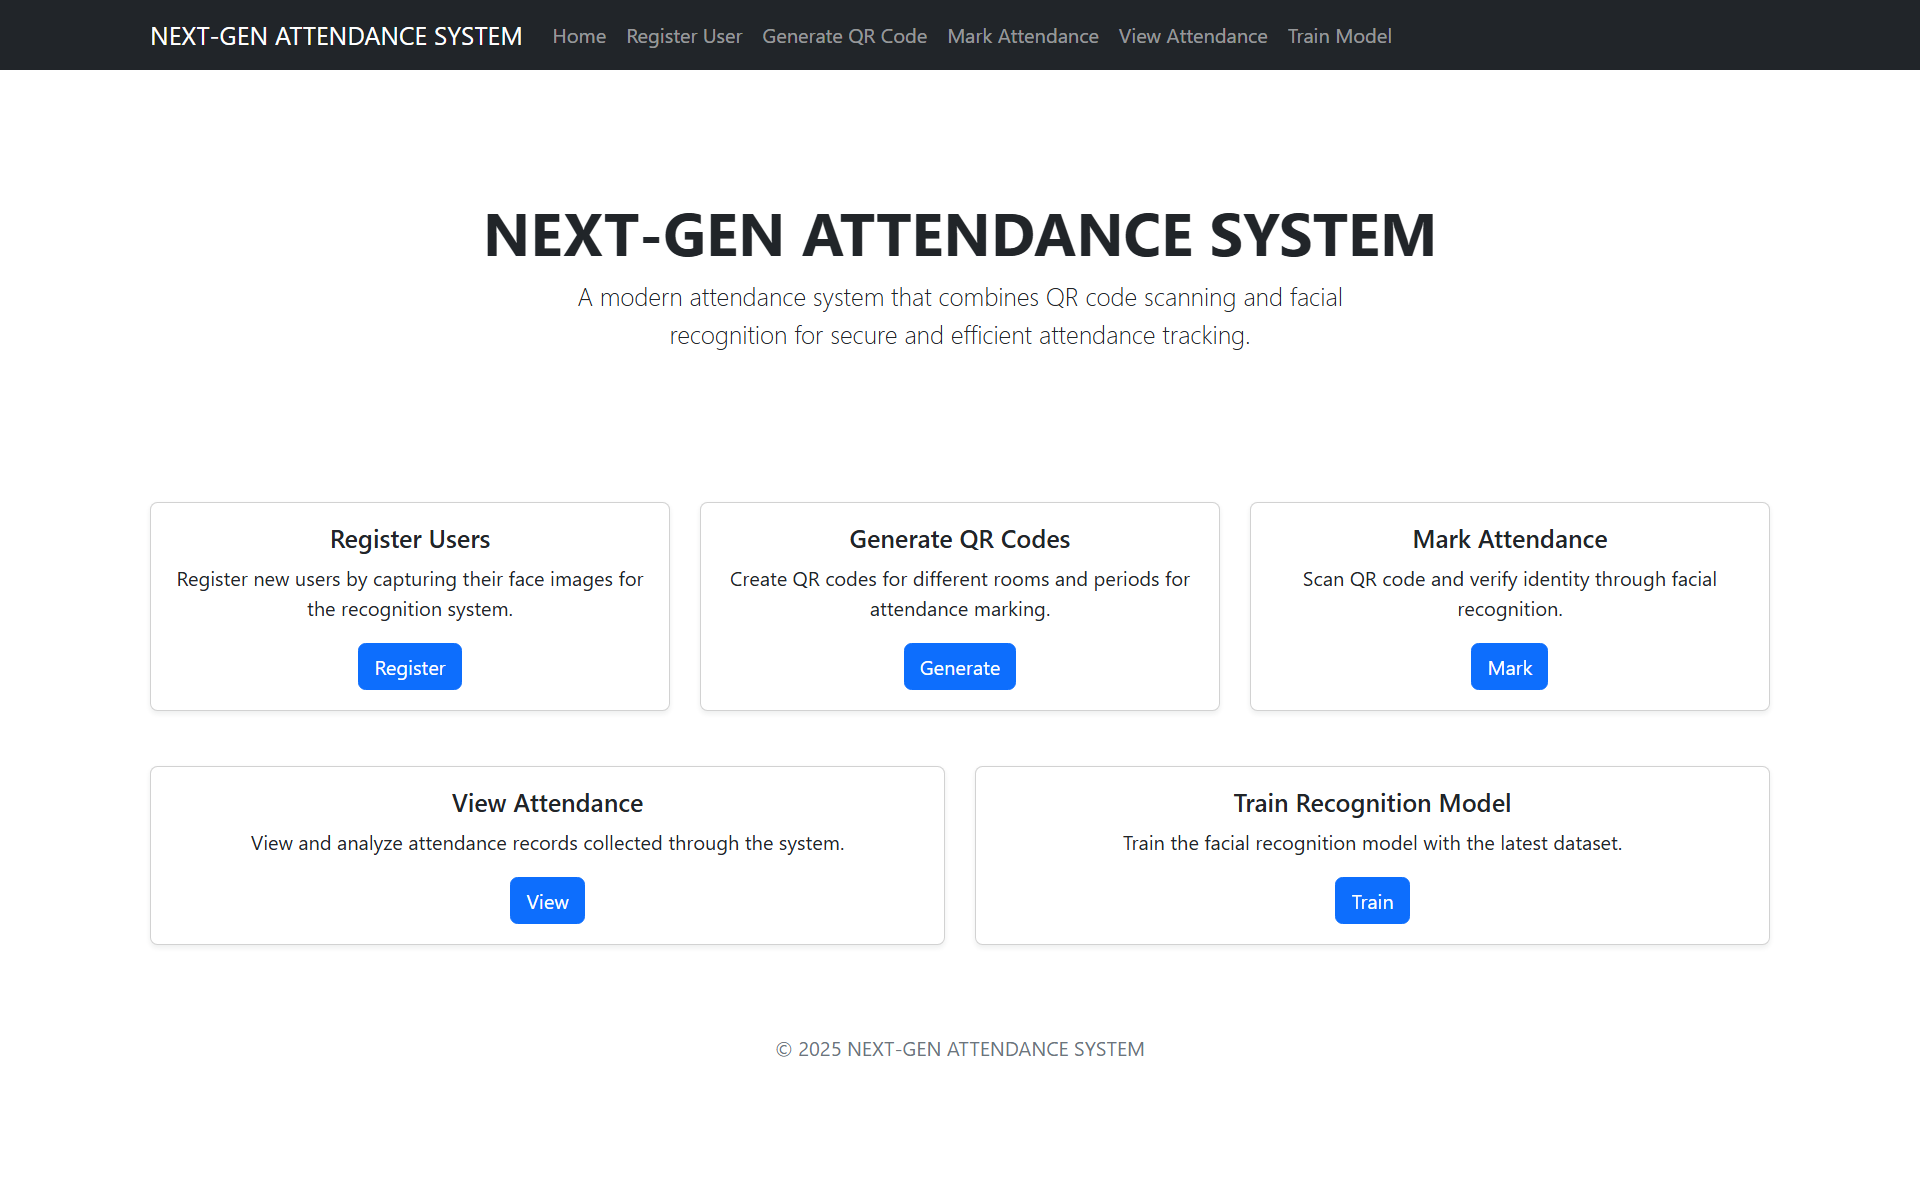 NEXT-GEN ATTENDANCE SYSTEM Home Register User Generate QR Code Mark Attendance View Attendance Train Model
NEXT-GEN ATTENDANCE SYSTEM
A modern attendance system that combines QR code scanning and facial
recognition for secure and efficient attendance tracking.
Register Users
Register new users by capturing their face images for
the recognition system.
Register
Generate QR Codes
Create QR codes for different rooms and periods for
attendance marking.
Generate
Mark Attendance
Scan QR code and verify identity through facial
recognition.
Mark
View Attendance
View and analyze attendance records collected through the system.
View
Train Recognition Model
Train the facial recognition model with the latest dataset.
Train
© 2025 NEXT-GEN ATTENDANCE SYSTEM